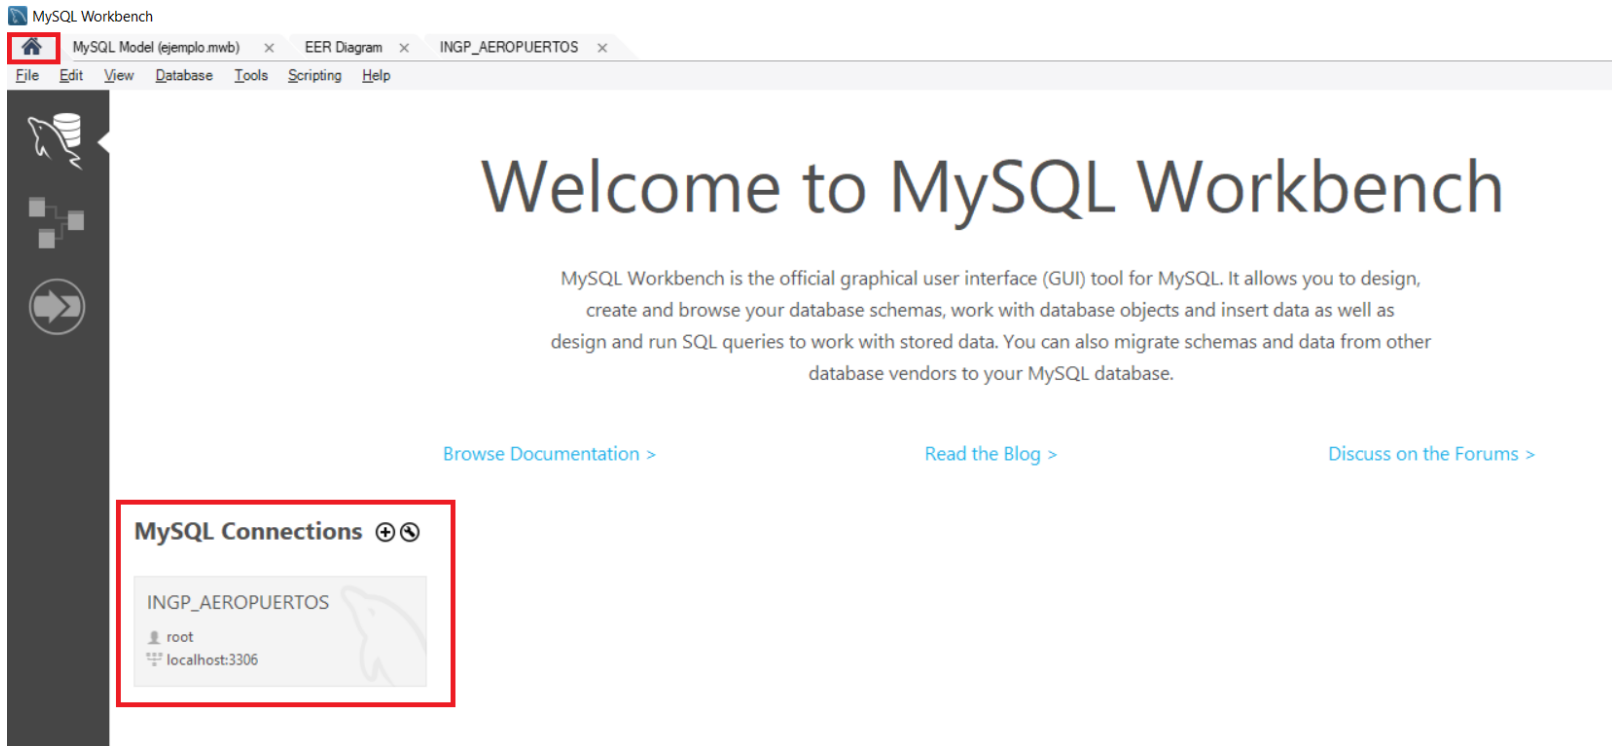 MySQL Workbench
MySQL Model (ejemplo.mwb) × EER Diagram × INGP_AEROPUERTOS ×
File Edit View Database Tools Scripting Help
Welcome to MySQL Workbench
MySQL Workbench is the official graphical user interface (GUI) tool for MySQL. It allows you to design,
create and browse your database schemas, work with database objects and insert data as well as
design and run SQL queries to work with stored data. You can also migrate schemas and data from other
database vendors to your MySQL database.
Browse Documentation > Read the Blog > Discuss on the Forums >
MySQL Connections
INGP_AEROPUERTOS
root
localhost:3306